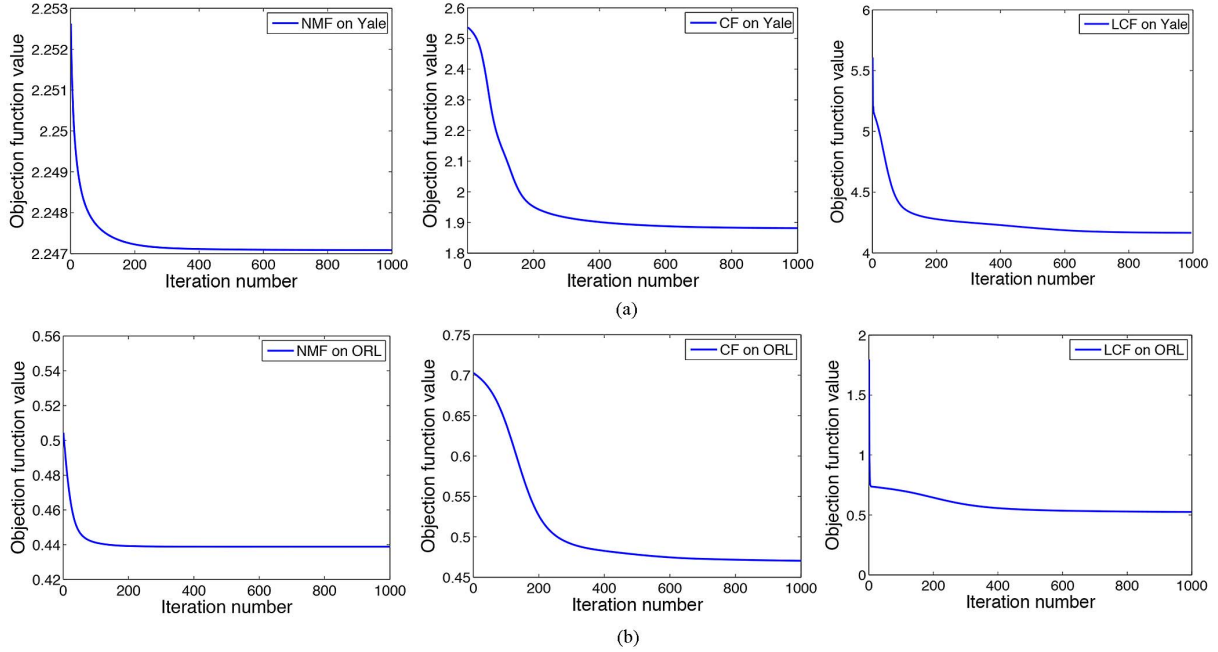 2.253
2.252
2.251
2.25
2.249
2.248
2.247
Objection function value
NMF on Yale
0 200 400 600 800 1000
Iteration number
2.6
2.5
2.4
2.3
2.2
2.1
2
1.9
1.8
Objection function value
CF on Yale
0 200 400 600 800 1000
Iteration number
6
5.5
5
4.5
4
Objection function value
LCF on Yale
0 200 400 600 800 1000
Iteration number
(a)
0.56
0.54
0.52
0.5
0.48
0.46
0.44
0.42
Objection function value
NMF on ORL
0 200 400 600 800 1000
Iteration number
0.75
0.7
0.65
0.6
0.55
0.5
0.45
Objection function value
CF on ORL
0 200 400 600 800 1000
Iteration number
2
1.5
1
0.5
0
Objection function value
LCF on ORL
0 200 400 600 800 1000
Iteration number
(b)